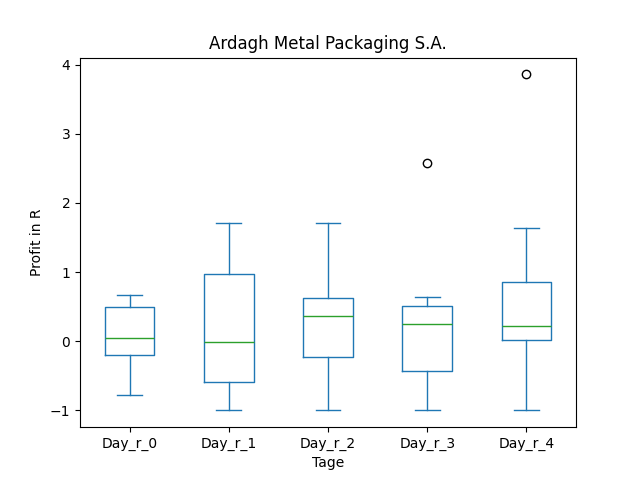 Ardagh Metal Packaging S.A.
4
3
2
1
0
−1
Profit in R
Day_r_0 Day_r_1 Day_r_2 Day_r_3 Day_r_4
Tage